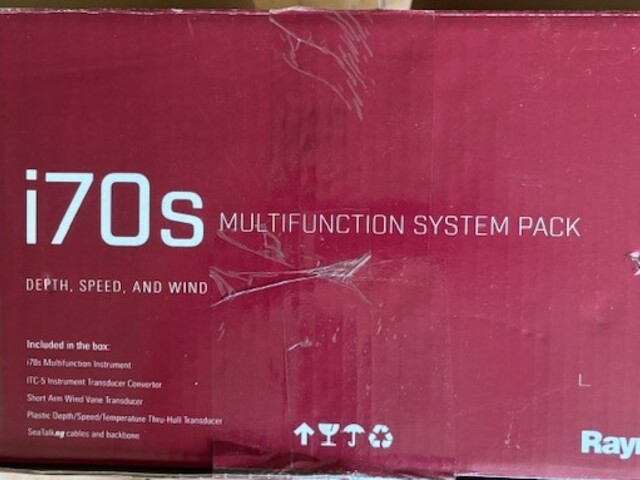 i70s MULTIFUNCTION SYSTEM PACK
DEPTH, SPEED, AND WIND
Included in the box:
i70s Multifunction Instrument
ITC-5 Instrument Transducer Convertor
Short Arm Wind Vane Transducer
Plastic Depth/Speed/Temperature Thru-Hull Transducer
SeaTalkng cables and backbone
Rayn